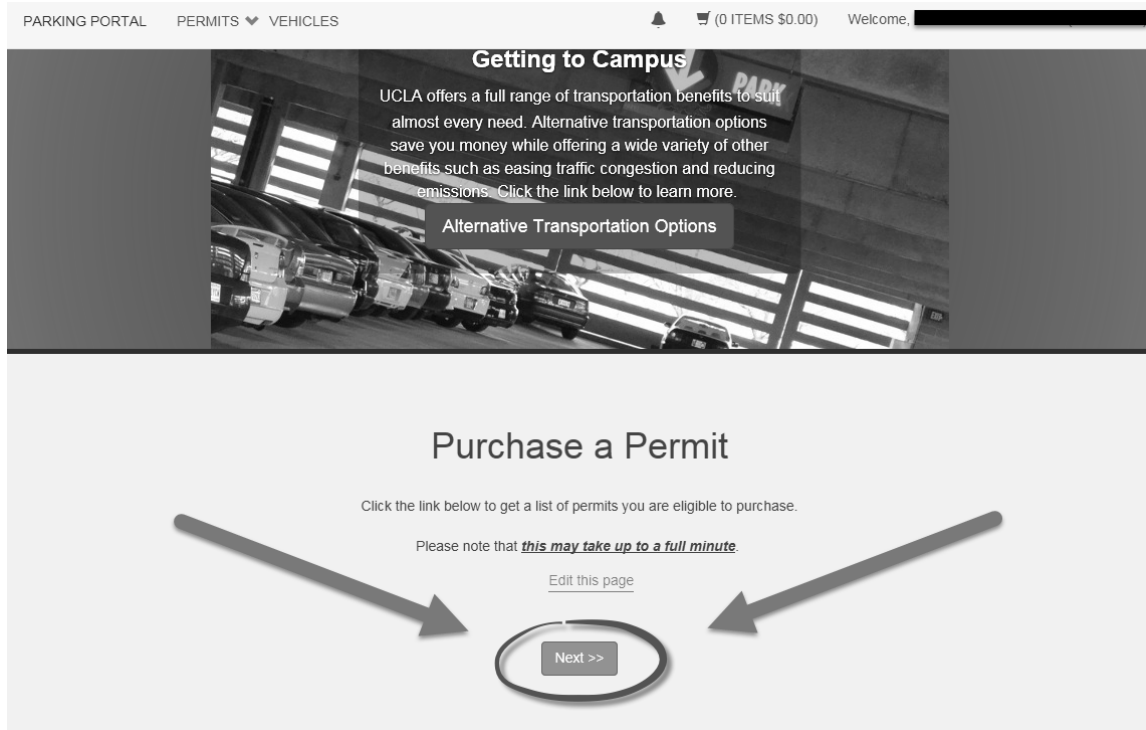 PARKING PORTAL PERMITS VEHICLES (0 ITEMS $0.00) Welcome,
Getting to Campus
PARK
UCLA offers a full range of transportation benefits to suit
almost every need. Alternative transportation options
save you money while offering a wide variety of other
benefits such as easing traffic congestion and reducing
emissions. Click the link below to learn more.
Alternative Transportation Options
Purchase a Permit
Click the link below to get a list of permits you are eligible to purchase.
Please note that this may take up to a full minute.
Edit this page
Next >>